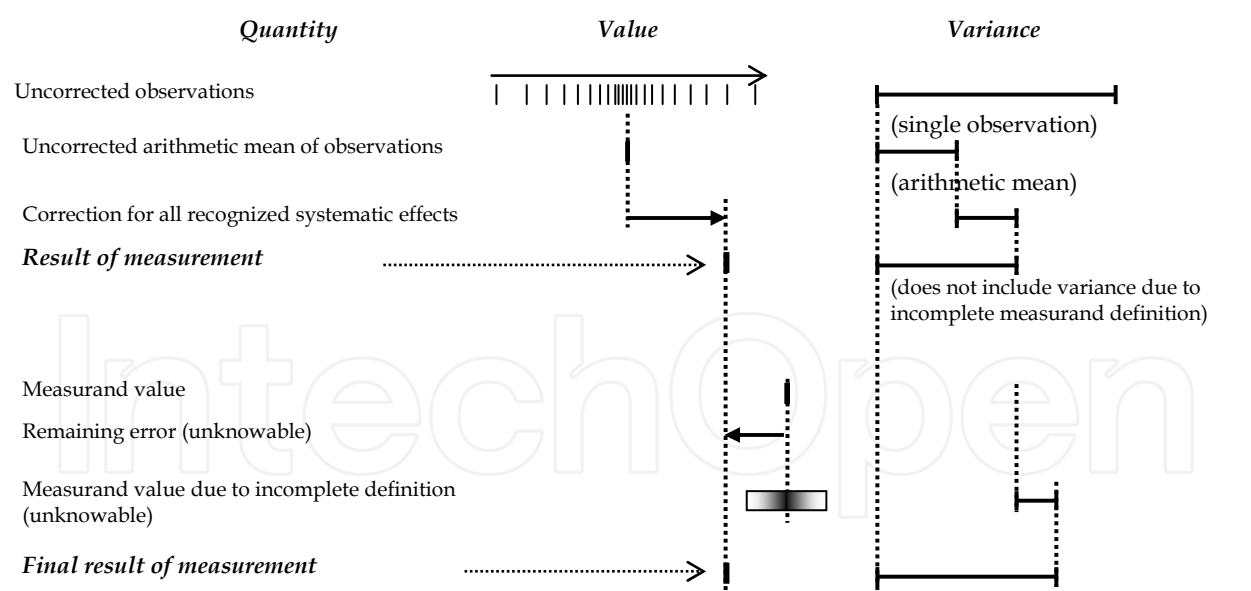 Quantity Value Variance
Uncorrected observations
(single observation)
Uncorrected arithmetic mean of observations
(arithmetic mean)
Correction for all recognized systematic effects
Result of measurement
(does not include variance due to
incomplete measurand definition)
IntechOpen
Measurand value
Remaining error (unknowable)
Measurand value due to incomplete definition
(unknowable)
Final result of measurement